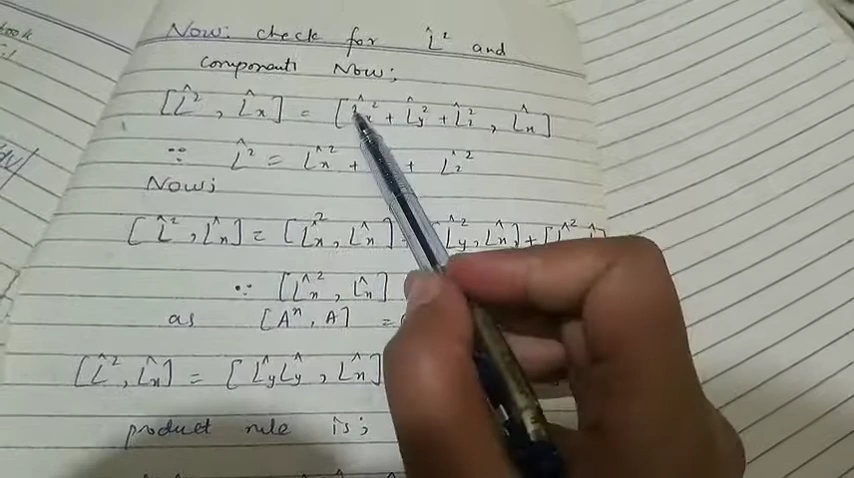 Now: check for L̂² and
components Now;
[L̂², L̂x] = [L̂x² + L̂y² + L̂z², L̂x]
∵ L̂² = L̂x² + + L̂z²
Now;
[L̂², L̂x] = [L̂x², L̂x] + [L̂y², L̂x] + [L̂
∵ [L̂x², L̂x]
as [Aⁿ, A] =
[L̂², L̂x] = [L̂yL̂y, L̂x]
product rule is;